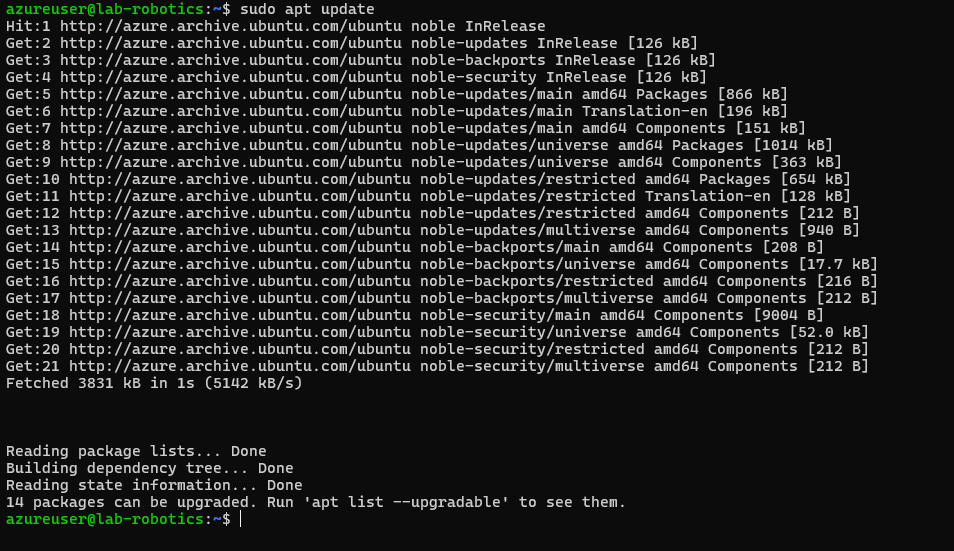 azureuser@lab-robotics:~$ sudo apt update
Hit:1 http://azure.archive.ubuntu.com/ubuntu noble InRelease
Get:2 http://azure.archive.ubuntu.com/ubuntu noble-updates InRelease [126 kB]
Get:3 http://azure.archive.ubuntu.com/ubuntu noble-backports InRelease [126 kB]
Get:4 http://azure.archive.ubuntu.com/ubuntu noble-security InRelease [126 kB]
Get:5 http://azure.archive.ubuntu.com/ubuntu noble-updates/main amd64 Packages [866 kB]
Get:6 http://azure.archive.ubuntu.com/ubuntu noble-updates/main Translation-en [196 kB]
Get:7 http://azure.archive.ubuntu.com/ubuntu noble-updates/main amd64 Components [151 kB]
Get:8 http://azure.archive.ubuntu.com/ubuntu noble-updates/universe amd64 Packages [1014 kB]
Get:9 http://azure.archive.ubuntu.com/ubuntu noble-updates/universe amd64 Components [363 kB]
Get:10 http://azure.archive.ubuntu.com/ubuntu noble-updates/restricted amd64 Packages [654 kB]
Get:11 http://azure.archive.ubuntu.com/ubuntu noble-updates/restricted Translation-en [128 kB]
Get:12 http://azure.archive.ubuntu.com/ubuntu noble-updates/restricted amd64 Components [212 B]
Get:13 http://azure.archive.ubuntu.com/ubuntu noble-updates/multiverse amd64 Components [940 B]
Get:14 http://azure.archive.ubuntu.com/ubuntu noble-backports/main amd64 Components [208 B]
Get:15 http://azure.archive.ubuntu.com/ubuntu noble-backports/universe amd64 Components [17.7 kB]
Get:16 http://azure.archive.ubuntu.com/ubuntu noble-backports/restricted amd64 Components [216 B]
Get:17 http://azure.archive.ubuntu.com/ubuntu noble-backports/multiverse amd64 Components [212 B]
Get:18 http://azure.archive.ubuntu.com/ubuntu noble-security/main amd64 Components [9004 B]
Get:19 http://azure.archive.ubuntu.com/ubuntu noble-security/universe amd64 Components [52.0 kB]
Get:20 http://azure.archive.ubuntu.com/ubuntu noble-security/restricted amd64 Components [212 B]
Get:21 http://azure.archive.ubuntu.com/ubuntu noble-security/multiverse amd64 Components [212 B]
Fetched 3831 kB in 1s (5142 kB/s)
Reading package lists... Done
Building dependency tree... Done
Reading state information... Done
14 packages can be upgraded. Run 'apt list --upgradable' to see them.
azureuser@lab-robotics:~$